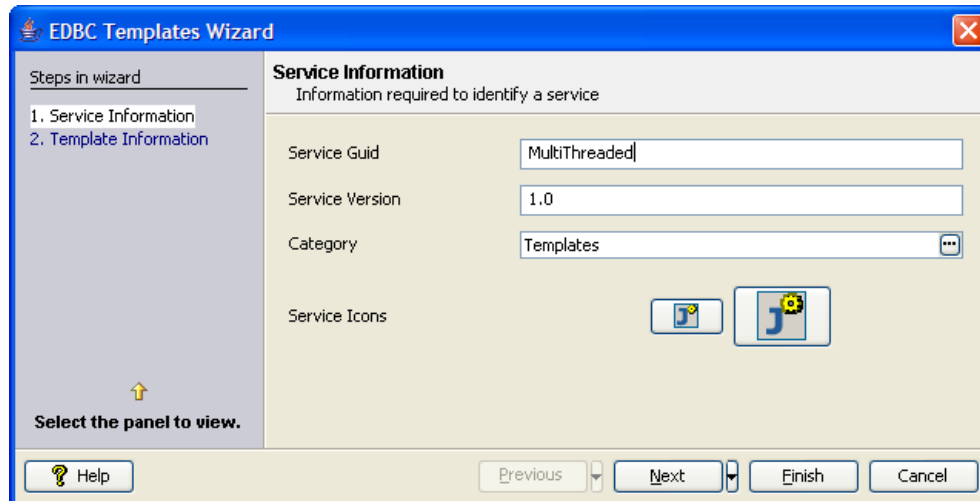 EDBC Templates Wizard
Steps in wizard
1. Service Information
2. Template Information
Select the panel to view.
Service Information
Information required to identify a service
Service Guid
MultiThreaded
Service Version
1.0
Category
Templates
Service Icons
Help
Previous
Next
Finish
Cancel